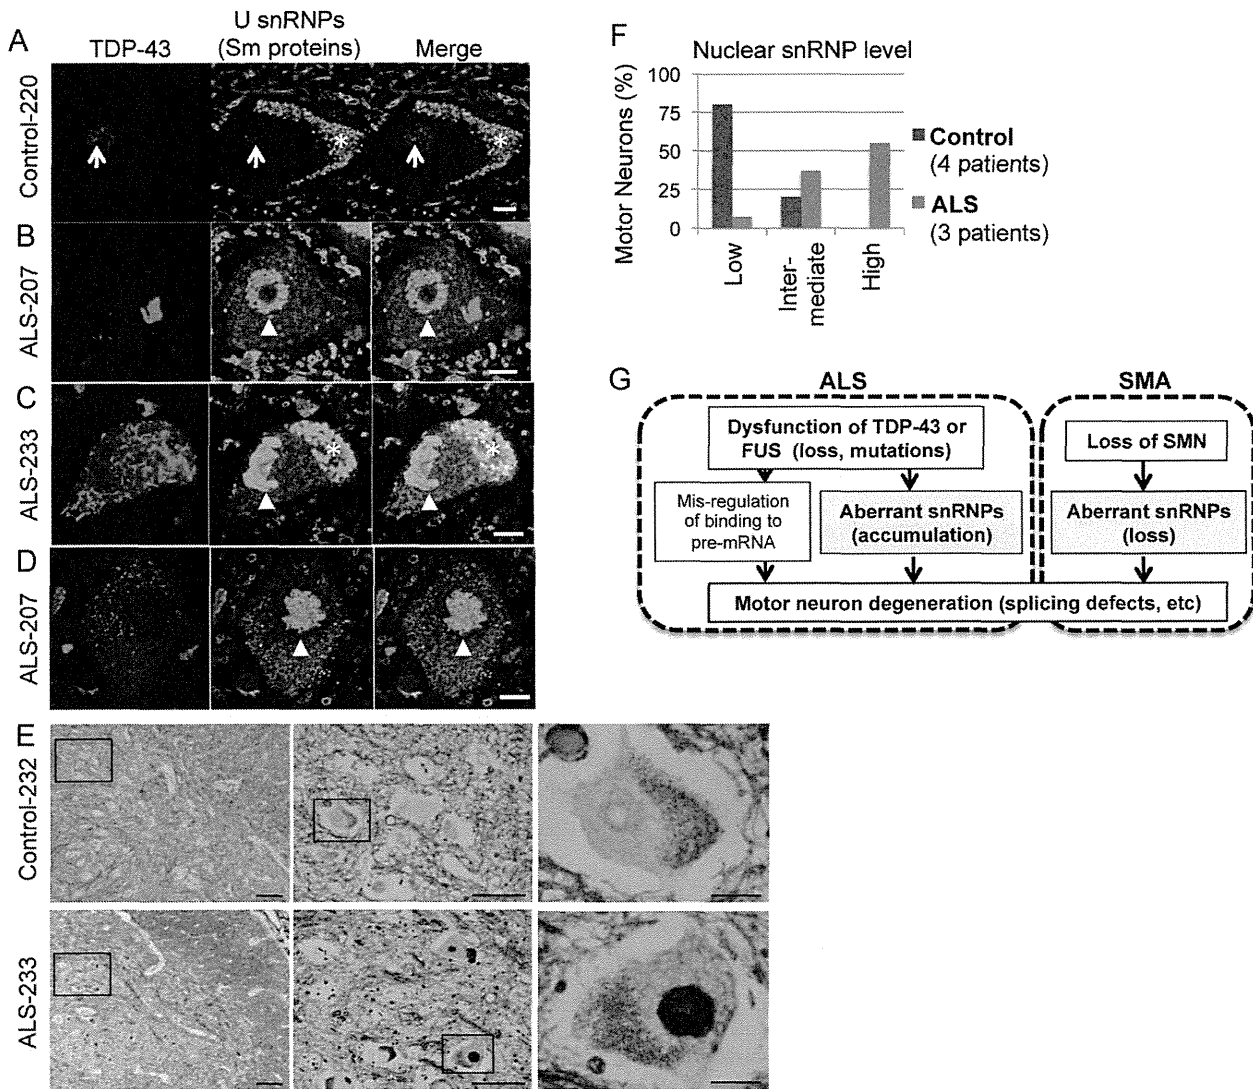 A
TDP-43
U snRNPs
(Sm proteins)
Merge
Control-220
*
*
B
ALS-207
C
ALS-233
*
*
D
ALS-207
E
Control-232
ALS-233
F
Nuclear snRNP level
Motor Neurons (%)
100
75
50
25
0
Low
Inter-
mediate
High
Control
(4 patients)
ALS
(3 patients)
G
ALS
SMA
Dysfunction of TDP-43 or
FUS (loss, mutations)
Loss of SMN
Mis-regulation
of binding to
pre-mRNA
Aberrant snRNPs
(accumulation)
Aberrant snRNPs
(loss)
Motor neuron degeneration (splicing defects, etc)